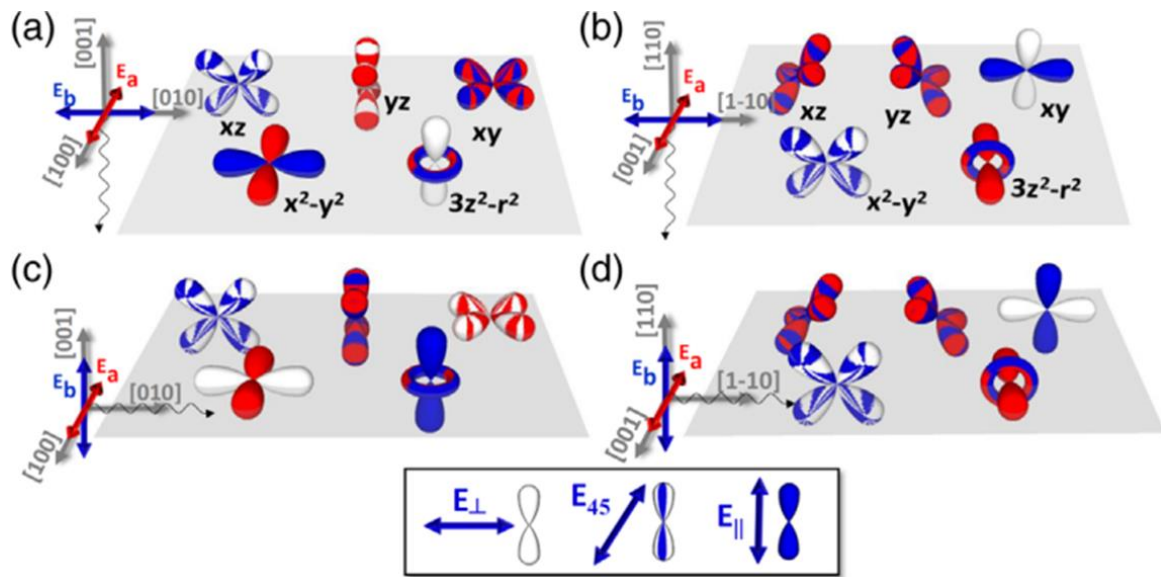 (a)
[001]
E_a
E_b
[010]
[100]
xz
yz
xy
x²-y²
3z²-r²
(b)
[110]
E_a
E_b
[1-10]
[001]
xz
yz
xy
x²-y²
3z²-r²
(c)
[001]
E_a
E_b
[010]
[100]
(d)
[110]
E_a
E_b
[1-10]
[001]
E⊥
E45
E||